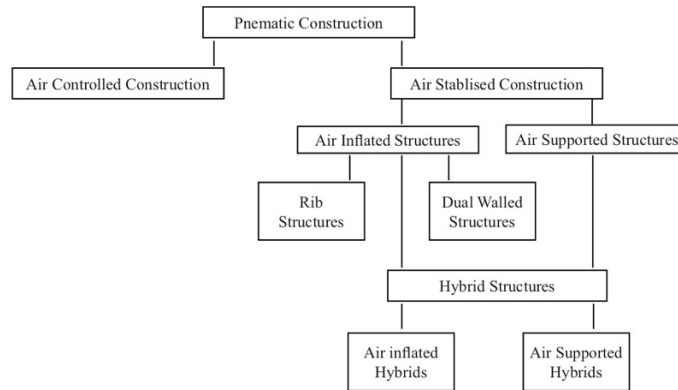 Pnematic Construction
Air Controlled Construction
Air Stablised Construction
Air Inflated Structures
Air Supported Structures
Rib
Structures
Dual Walled
Structures
Hybrid Structures
Air inflated
Hybrids
Air Supported
Hybrids